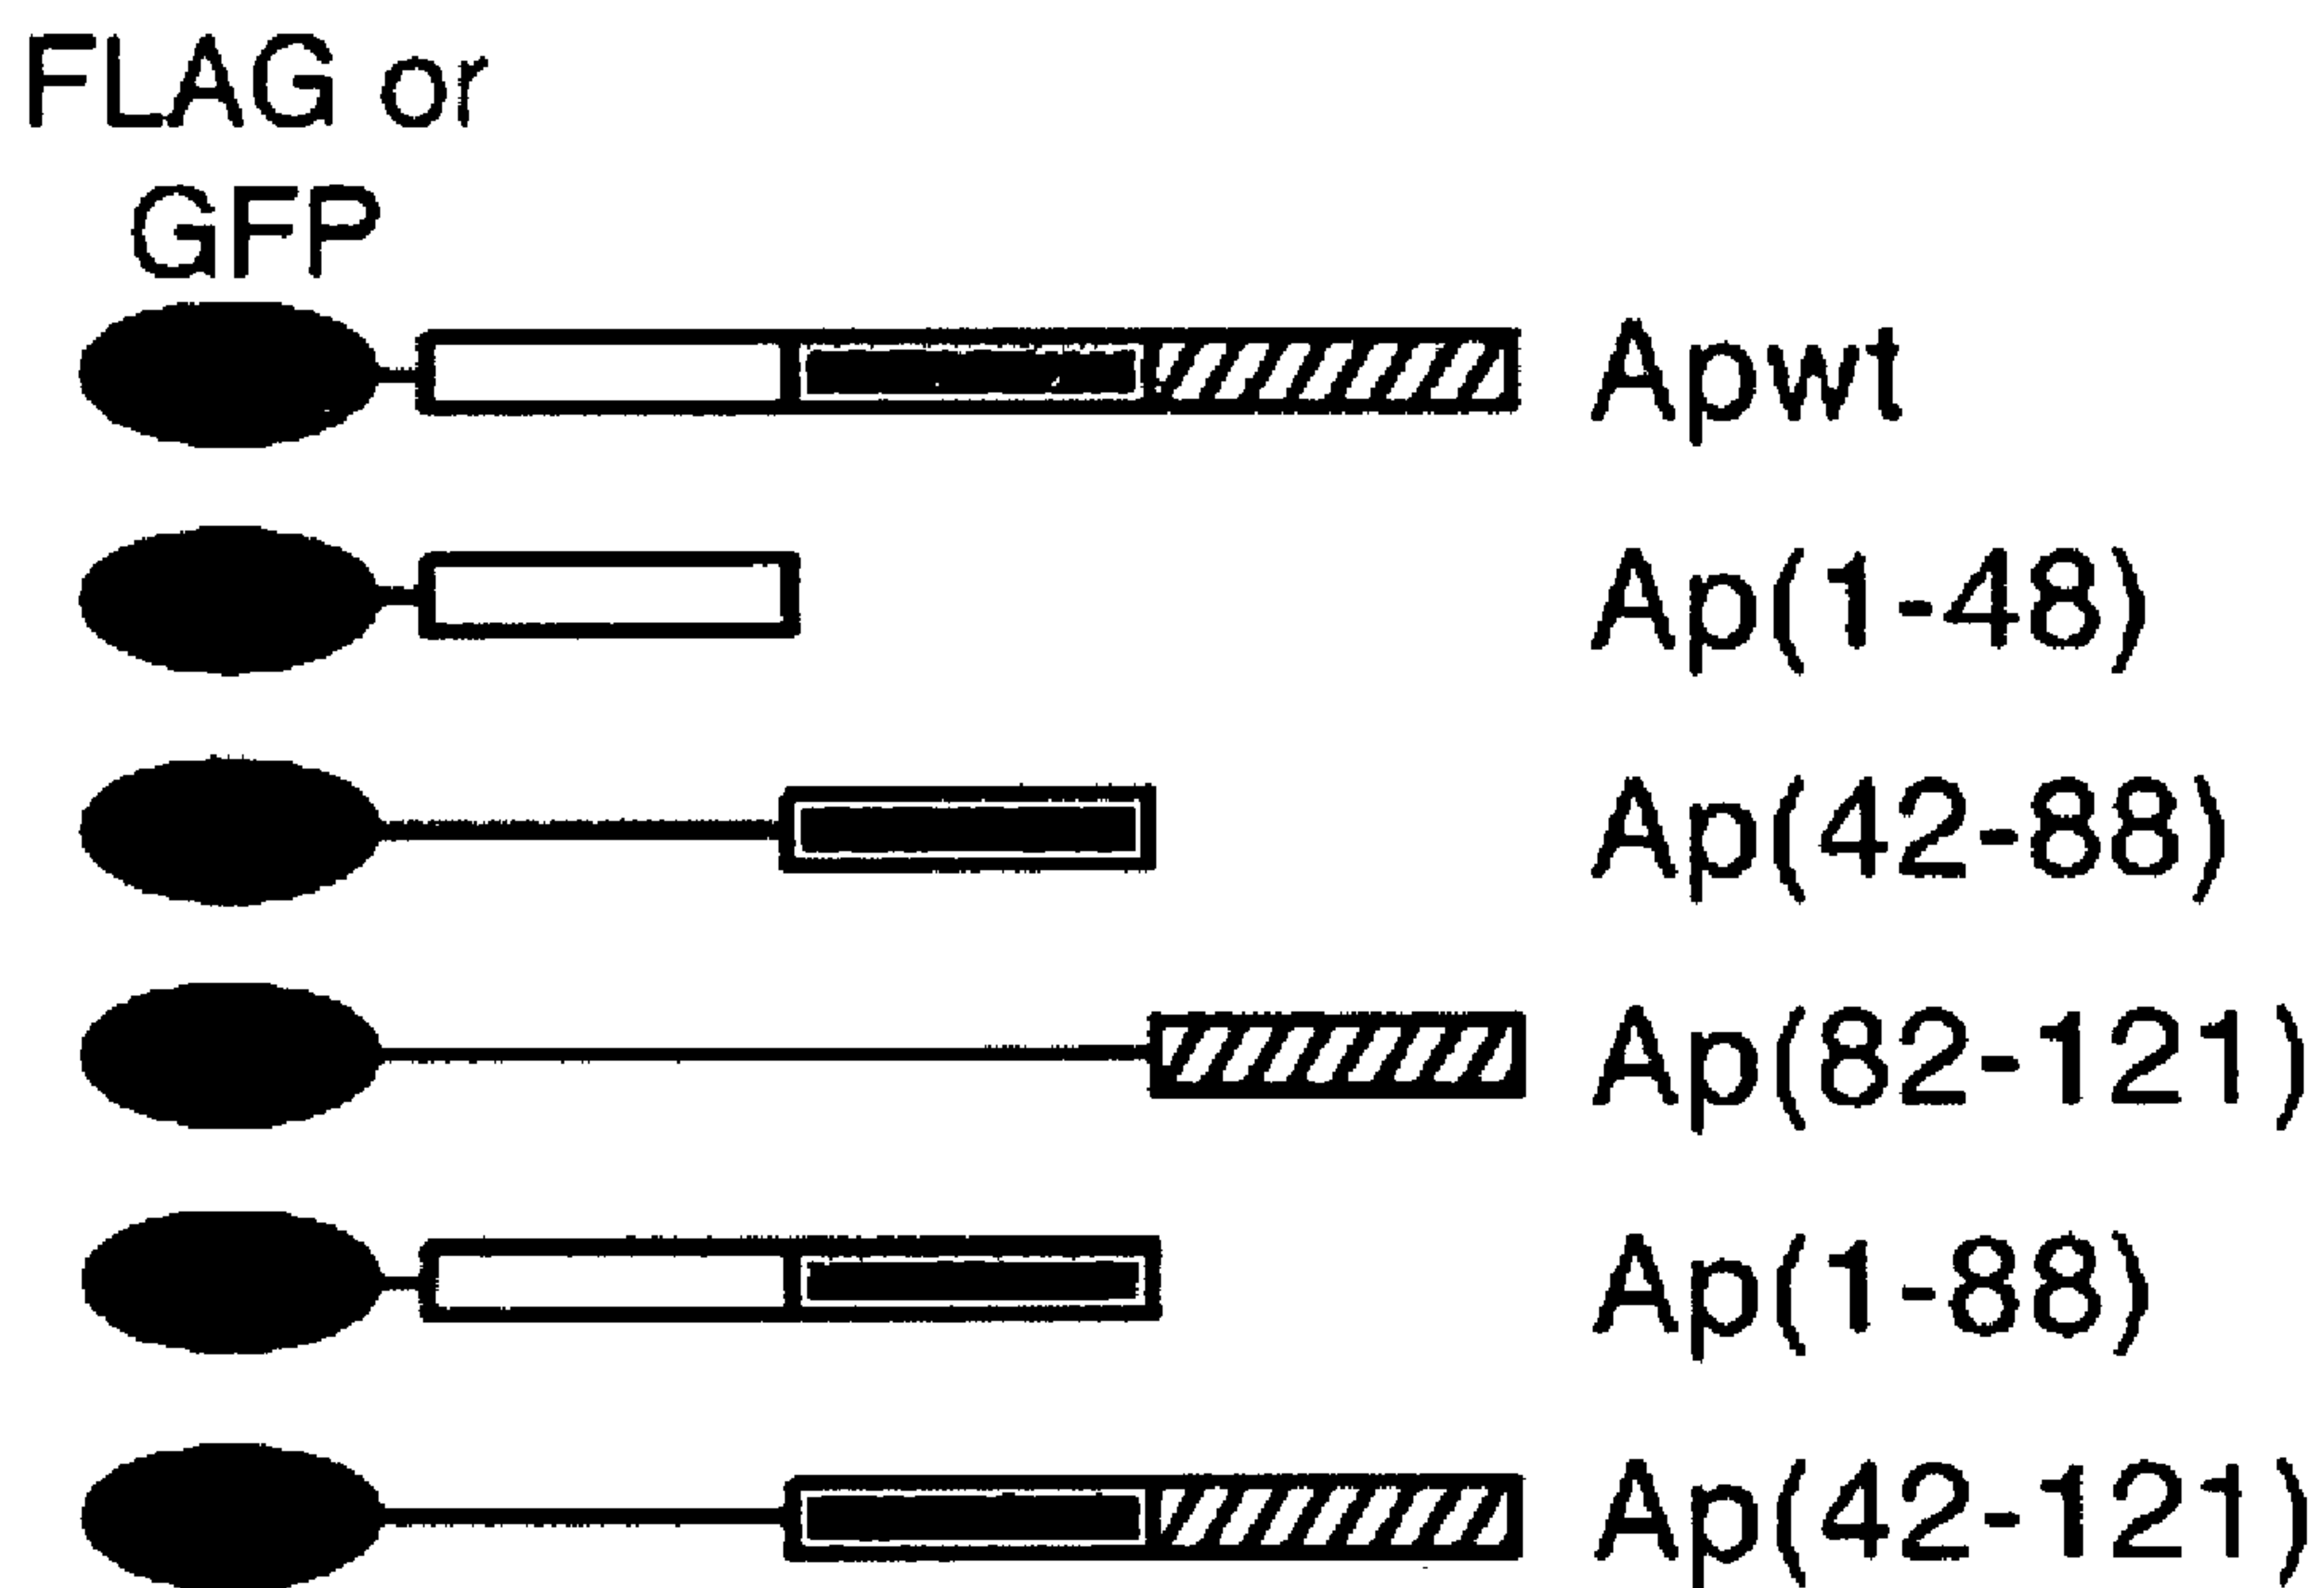 FLAG or
GFP
Apwt
Ap(1-48)
Ap(42-88)
Ap(82-121)
Ap(1-88)
Ap(42-121)